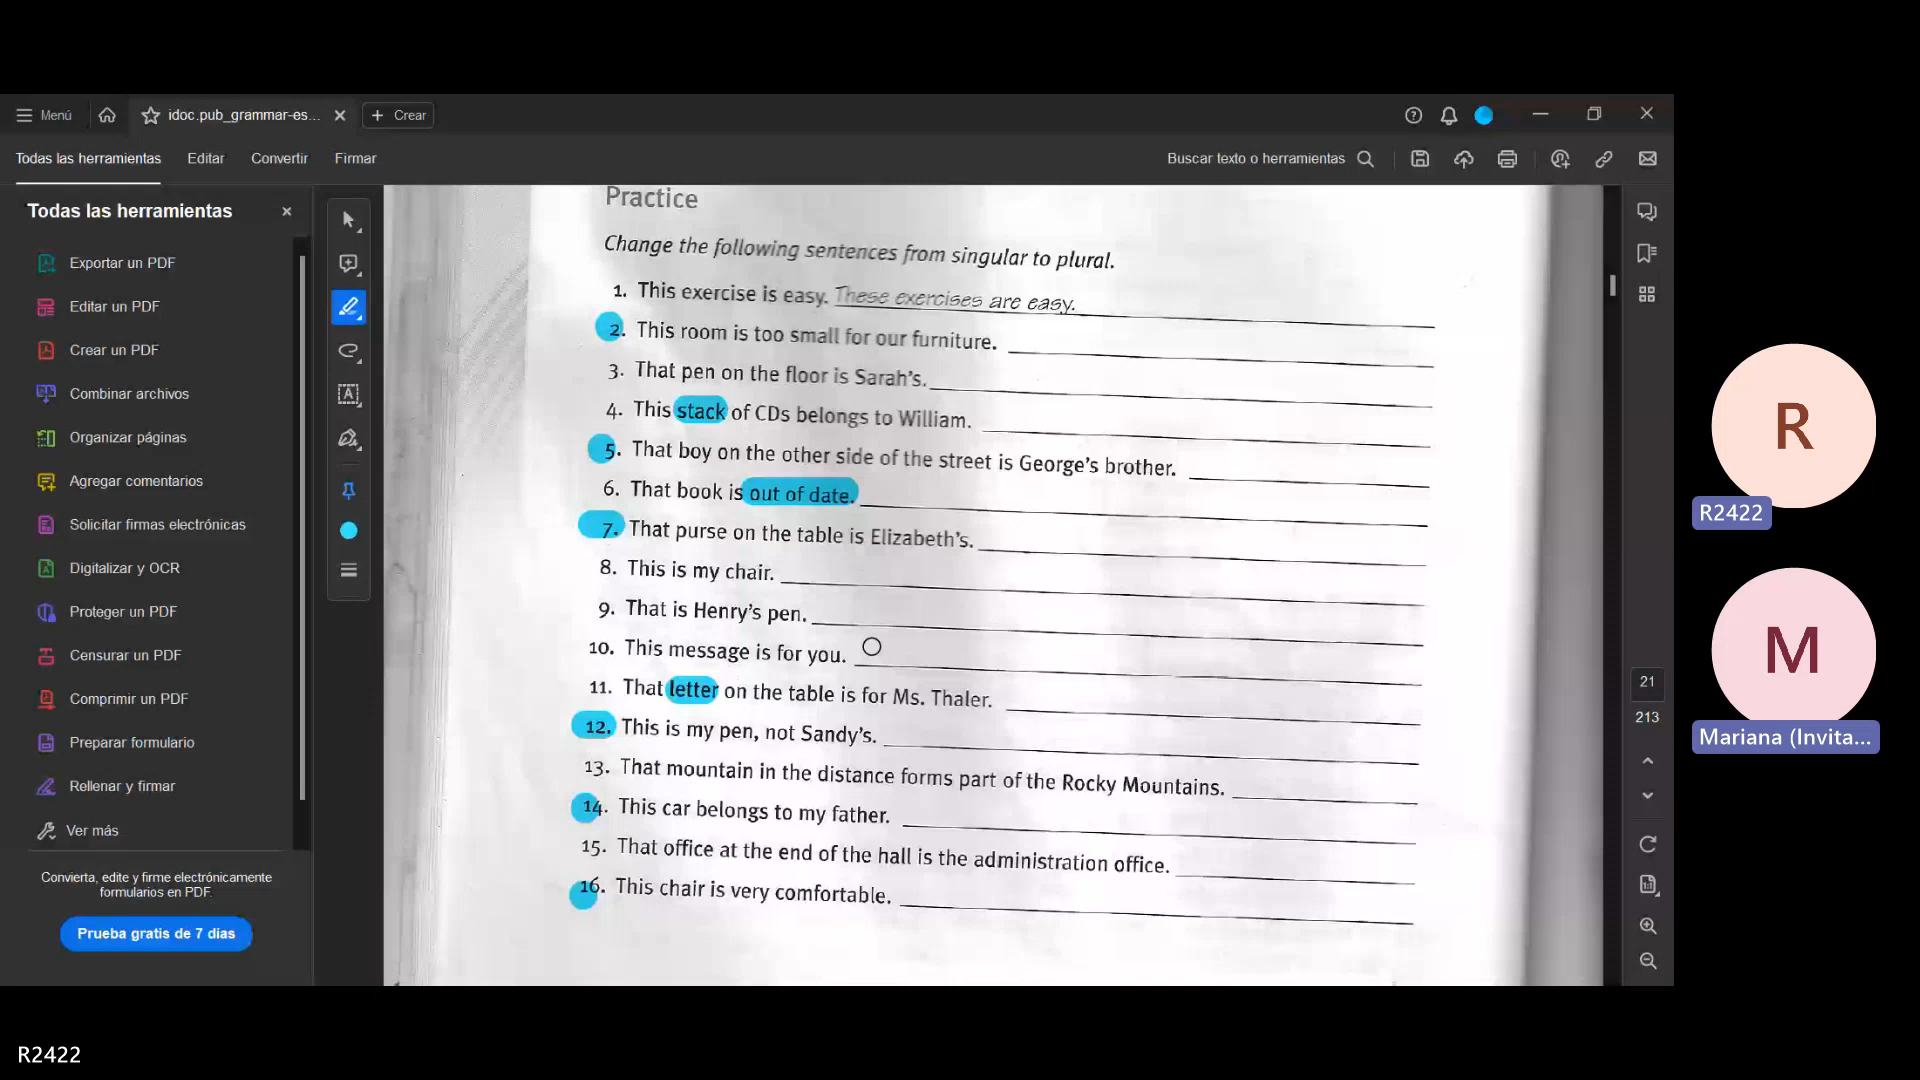 Menú
idoc.pub_grammar-es...
Crear
Todas las herramientas
Editar
Convertir
Firmar
Buscar texto o herramientas
Todas las herramientas
Exportar un PDF
Editar un PDF
Crear un PDF
Combinar archivos
Organizar páginas
Agregar comentarios
Solicitar firmas electrónicas
Digitalizar y OCR
Proteger un PDF
Censurar un PDF
Comprimir un PDF
Preparar formulario
Rellenar y firmar
Ver más
Convierta, edite y firme electrónicamente
formularios en PDF.
Prueba gratis de 7 días
Practice
Change the following sentences from singular to plural.
1. This exercise is easy. These exercises are easy.
2. This room is too small for our furniture.
3. That pen on the floor is Sarah's.
4. This stack of CDs belongs to William.
5. That boy on the other side of the street is George's brother.
6. That book is out of date.
7. That purse on the table is Elizabeth's.
8. This is my chair.
9. That is Henry's pen.
10. This message is for you.
11. That letter on the table is for Ms. Thaler.
12. This is my pen, not Sandy's.
13. That mountain in the distance forms part of the Rocky Mountains.
14. This car belongs to my father.
15. That office at the end of the hall is the administration office.
16. This chair is very comfortable.
21
213
R
R2422
M
Mariana (Invita...
R2422